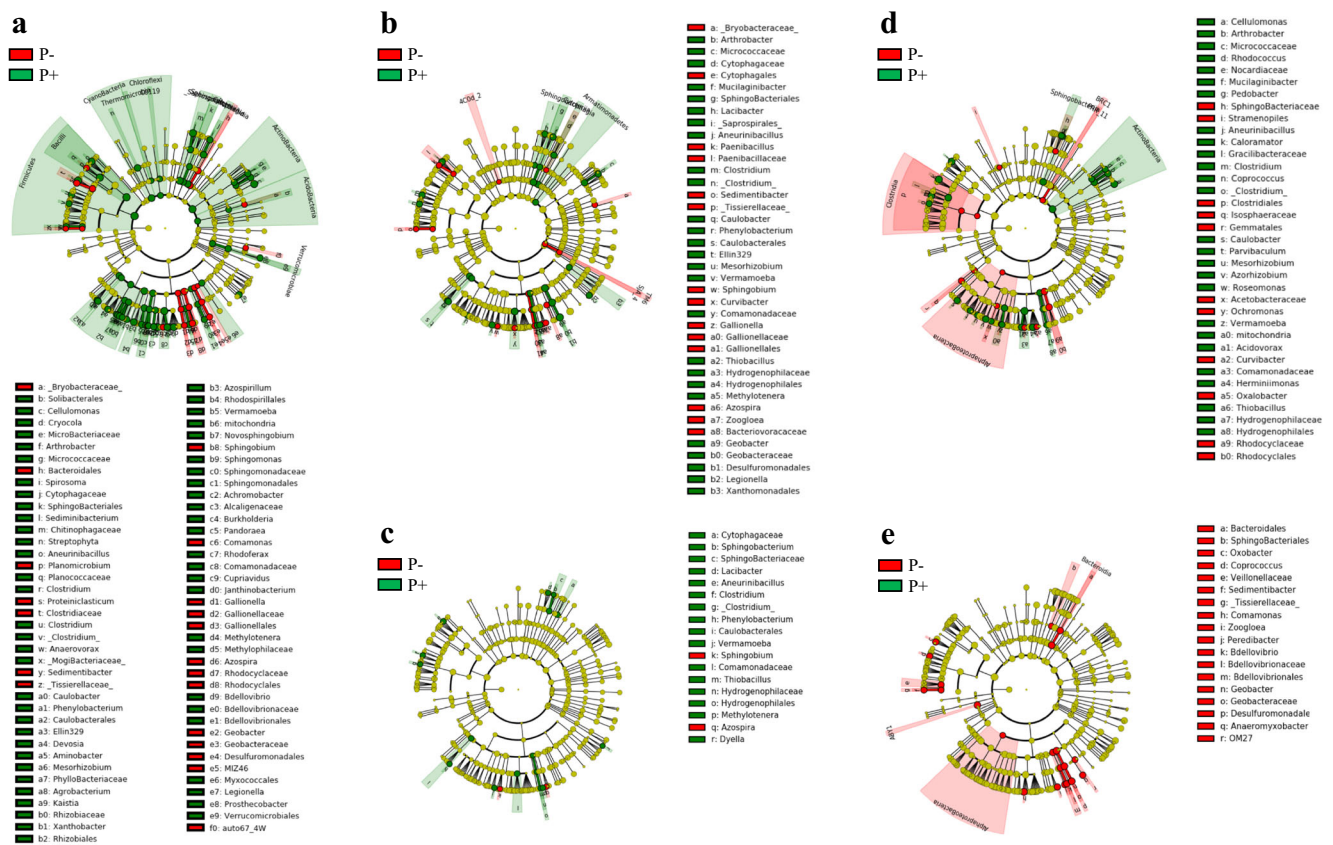 a
P-
P+
CyanoBacteria
Chloroflexi
Bacilli
Firmicutes
ActinoBacteria
AcidoBacteria
Verrucomicrobiae
a: _Bryobacteraceae_
b: Solibacterales
c: Cellulomonas
d: Cryocola
e: MicroBacteriaceae
f: Arthrobacter
g: Micrococcaceae
h: Bacteroidales
i: Spirosoma
j: Cytophagaceae
k: SphingoBacteriales
l: Sediminibacterium
m: Chitinophagaceae
n: Streptophyta
o: Aneurinibacillus
p: Planomicrobium
q: Planococcaceae
r: Clostridium
s: Proteiniclasticum
t: Clostridiaceae
u: Clostridium
v: _Clostridium_
w: Anaerovorax
x: _MogiBacteriaceae_
y: Sedimentibacter
z: _Tissierellaceae_
a0: Caulobacter
a1: Phenylobacterium
a2: Caulobacterales
a3: Ellin329
a4: Devosia
a5: Aminobacter
a6: Mesorhizobium
a7: PhylloBacteriaceae
a8: Agrobacterium
a9: Kaistia
b0: Rhizobiaceae
b1: Xanthobacter
b2: Rhizobiales
b3: Azospirillum
b4: Rhodospirillales
b5: Vermamoeba
b6: mitochondria
b7: Novosphingobium
b8: Sphingobium
b9: Sphingomonas
c0: Sphingomonadaceae
c1: Sphingomonadales
c2: Achromobacter
c3: Alcaligenaceae
c4: Burkholderia
c5: Pandoraea
c6: Comamonas
c7: Rhodoferax
c8: Comamonadaceae
c9: Cupriavidus
d0: Janthinobacterium
d1: Gallionella
d2: Gallionellaceae
d3: Gallionellales
d4: Methylotenera
d5: Methylophilaceae
d6: Azospira
d7: Rhodocyclaceae
d8: Rhodocyclales
d9: Bdellovibrio
e0: Bdellovibrionaceae
e1: Bdellovibrionales
e2: Geobacter
e3: Geobacteraceae
e4: Desulfuromonadales
e5: MIZ46
e6: Myxococcales
e7: Legionella
e8: Prosthecobacter
e9: Verrucomicrobiales
f0: auto67_4W
b
P-
P+
4C0d_2
Armatimonadetes
a: _Bryobacteraceae_
b: Arthrobacter
c: Micrococcaceae
d: Cytophagaceae
e: Cytophagales
f: Mucilaginibacter
g: SphingoBacteriales
h: Lacibacter
i: _Saprospirales_
j: Aneurinibacillus
k: Paenibacillus
l: Paenibacillaceae
m: Clostridium
n: _Clostridium_
o: Sedimentibacter
p: _Tissierellaceae_
q: Caulobacter
r: Phenylobacterium
s: Caulobacterales
t: Ellin329
u: Mesorhizobium
v: Vermamoeba
w: Sphingobium
x: Curvibacter
y: Comamonadaceae
z: Gallionella
a0: Gallionellaceae
a1: Gallionellales
a2: Thiobacillus
a3: Hydrogenophilaceae
a4: Hydrogenophilales
a5: Methylotenera
a6: Azospira
a7: Zoogloea
a8: Bacteriovoracaceae
a9: Geobacter
b0: Geobacteraceae
b1: Desulfuromonadales
b2: Legionella
b3: Xanthomonadales
c
P-
P+
a: Cytophagaceae
b: Sphingobacterium
c: SphingoBacteriaceae
d: Lacibacter
e: Aneurinibacillus
f: Clostridium
g: _Clostridium_
h: Phenylobacterium
i: Caulobacterales
j: Vermamoeba
k: Sphingobium
l: Comamonadaceae
m: Thiobacillus
n: Hydrogenophilaceae
o: Hydrogenophilales
p: Methylotenera
q: Azospira
r: Dyella
d
P-
P+
BRC1
ActinoBacteria
Clostridia
AlphaproteoBacteria
a: Cellulomonas
b: Arthrobacter
c: Micrococcaceae
d: Rhodococcus
e: Nocardiaceae
f: Mucilaginibacter
g: Pedobacter
h: SphingoBacteriaceae
i: Stramenopiles
j: Aneurinibacillus
k: Caloramator
l: Gracilibacteraceae
m: Clostridium
n: Coprococcus
o: _Clostridium_
p: Clostridiales
q: Isosphaeraceae
r: Gemmatales
s: Caulobacter
t: Parvibaculum
u: Mesorhizobium
v: Azorhizobium
w: Roseomonas
x: Acetobacteraceae
y: Ochromonas
z: Vermamoeba
a0: mitochondria
a1: Acidovorax
a2: Curvibacter
a3: Comamonadaceae
a4: Herminiimonas
a5: Oxalobacter
a6: Thiobacillus
a7: Hydrogenophilaceae
a8: Hydrogenophilales
a9: Rhodocyclaceae
b0: Rhodocyclales
e
P-
P+
Bacteroidia
ABY1
AlphaproteoBacteria
a: Bacteroidales
b: SphingoBacteriales
c: Oxobacter
d: Coprococcus
e: Veillonellaceae
f: Sedimentibacter
g: _Tissierellaceae_
h: Comamonas
i: Zoogloea
j: Peredibacter
k: Bdellovibrio
l: Bdellovibrionaceae
m: Bdellovibrionales
n: Geobacter
o: Geobacteraceae
p: Desulfuromonadale
q: Anaeromyxobacter
r: OM27